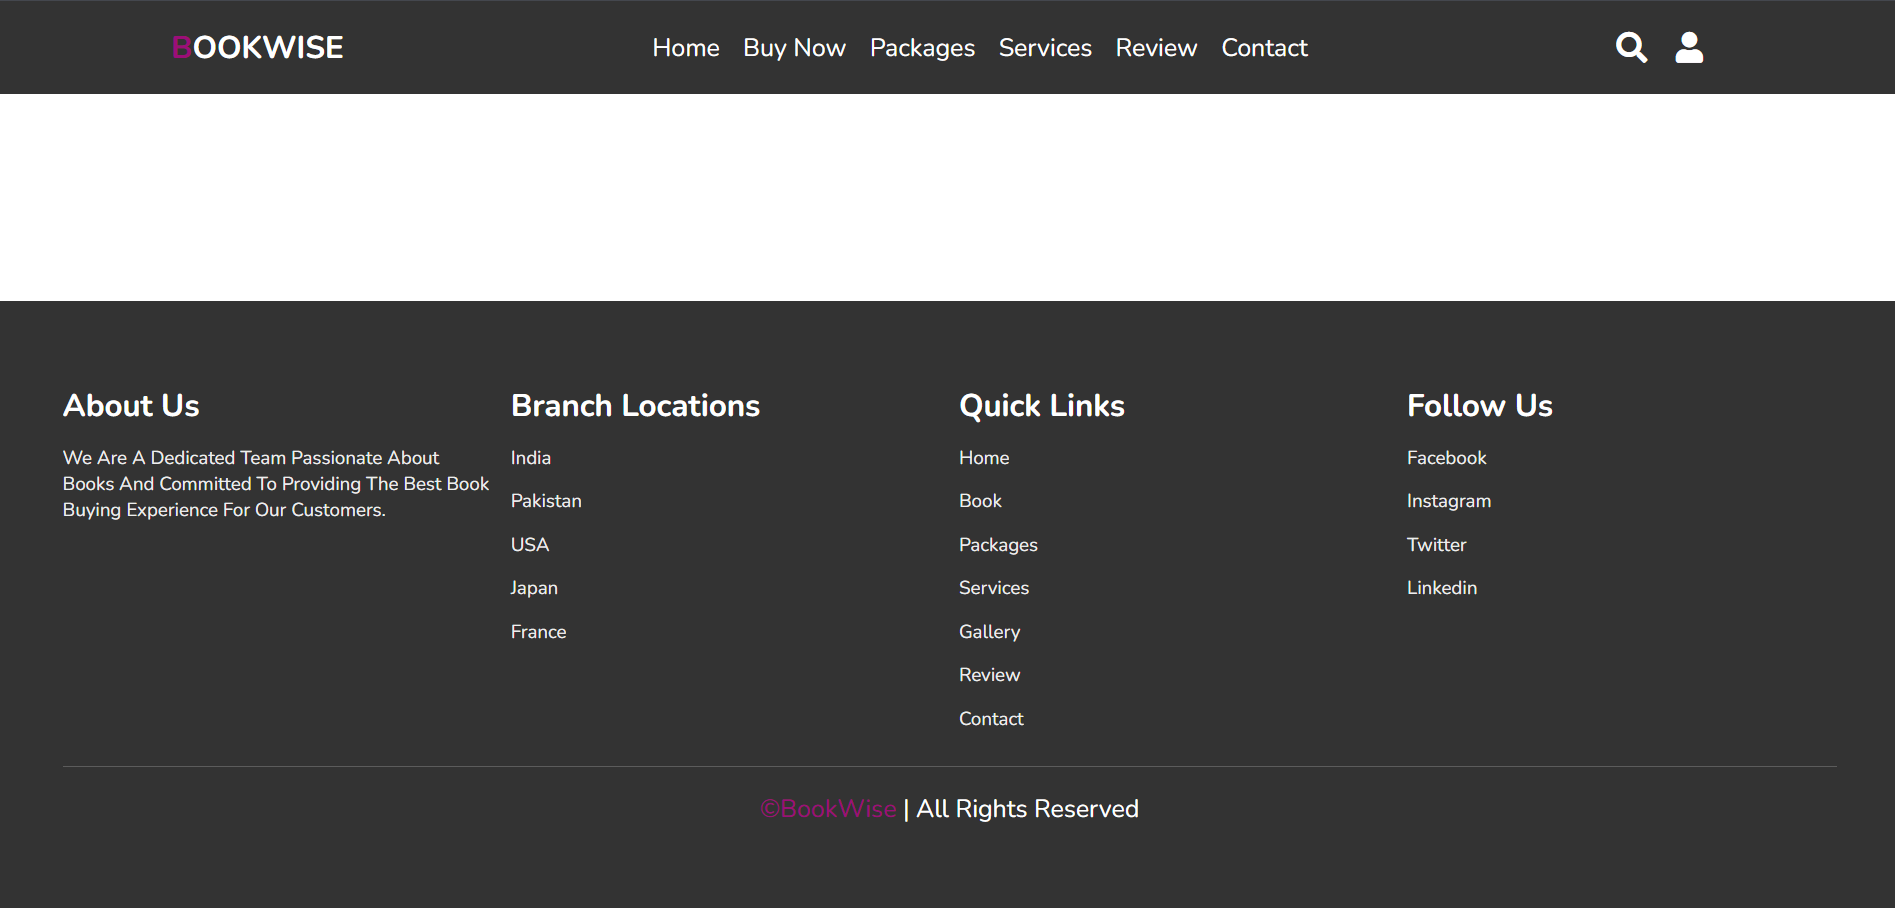 BOOKWISE
Home Buy Now Packages Services Review Contact
About Us
We Are A Dedicated Team Passionate About
Books And Committed To Providing The Best Book
Buying Experience For Our Customers.
Branch Locations
India
Pakistan
USA
Japan
France
Quick Links
Home
Book
Packages
Services
Gallery
Review
Contact
Follow Us
Facebook
Instagram
Twitter
Linkedin
©BookWise | All Rights Reserved